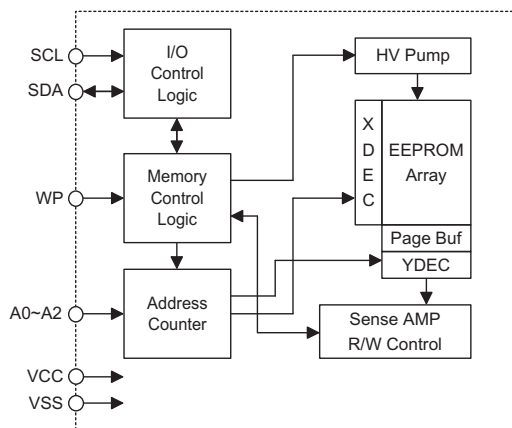 SCL
SDA
I/O
Control
Logic
HV Pump
X
D
E
C
EEPROM
Array
WP
Memory
Control
Logic
Page Buf
YDEC
A0~A2
Address
Counter
Sense AMP
R/W Control
VCC
VSS